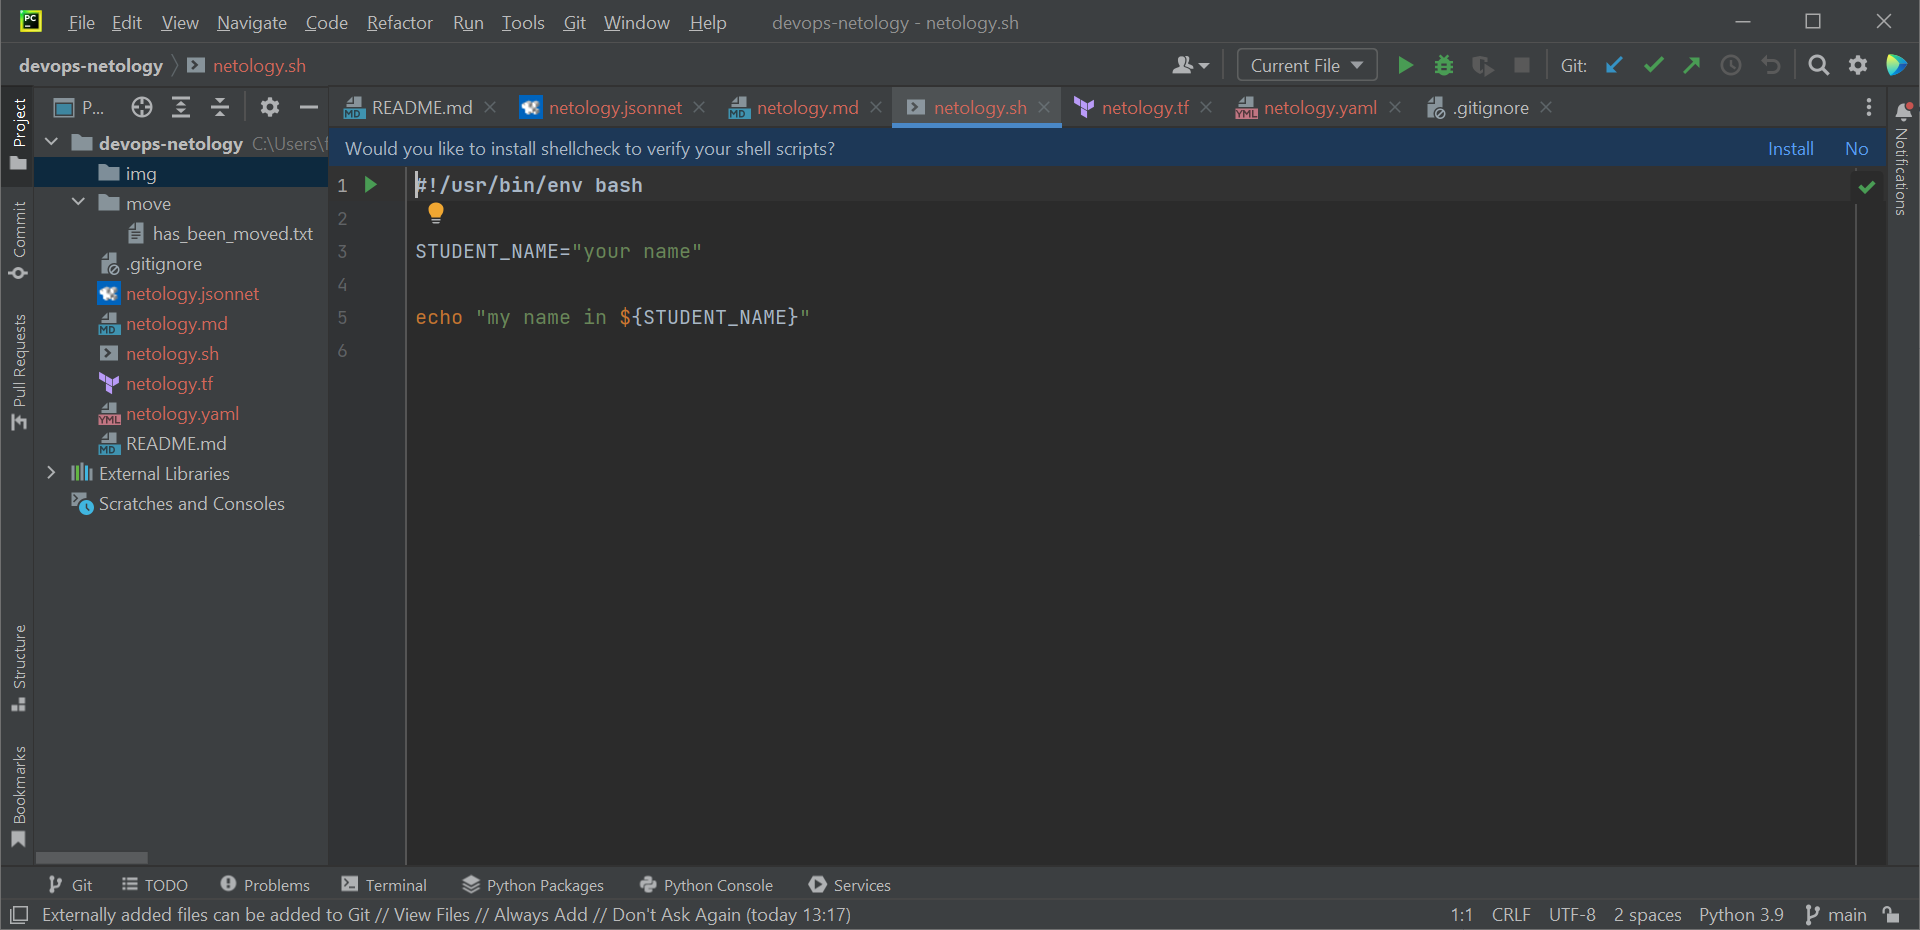 PC File Edit View Navigate Code Refactor Run Tools Git Window Help devops-netology - netology.sh
devops-netology netology.sh Current File Git:
P... README.md netology.jsonnet netology.md netology.sh netology.tf netology.yaml .gitignore
Would you like to install shellcheck to verify your shell scripts? Install No
Project
Commit
Pull Requests
Structure
Bookmarks
devops-netology C:\Users\f
img
move
has_been_moved.txt
.gitignore
netology.jsonnet
netology.md
netology.sh
netology.tf
netology.yaml
README.md
External Libraries
Scratches and Consoles
1 #!/usr/bin/env bash
2
3 STUDENT_NAME="your name"
4
5 echo "my name in ${STUDENT_NAME}"
6
Notifications
Git TODO Problems Terminal Python Packages Python Console Services
Externally added files can be added to Git // View Files // Always Add // Don't Ask Again (today 13:17) 1:1 CRLF UTF-8 2 spaces Python 3.9 main